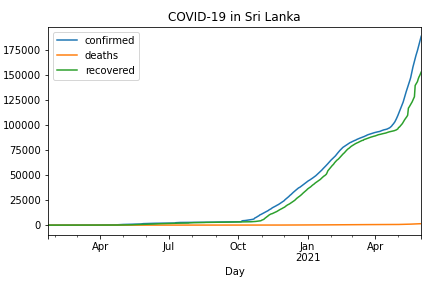 COVID-19 in Sri Lanka
confirmed
deaths
recovered
175000
150000
125000
100000
75000
50000
25000
0
Apr Jul Oct Jan Apr
2021
Day